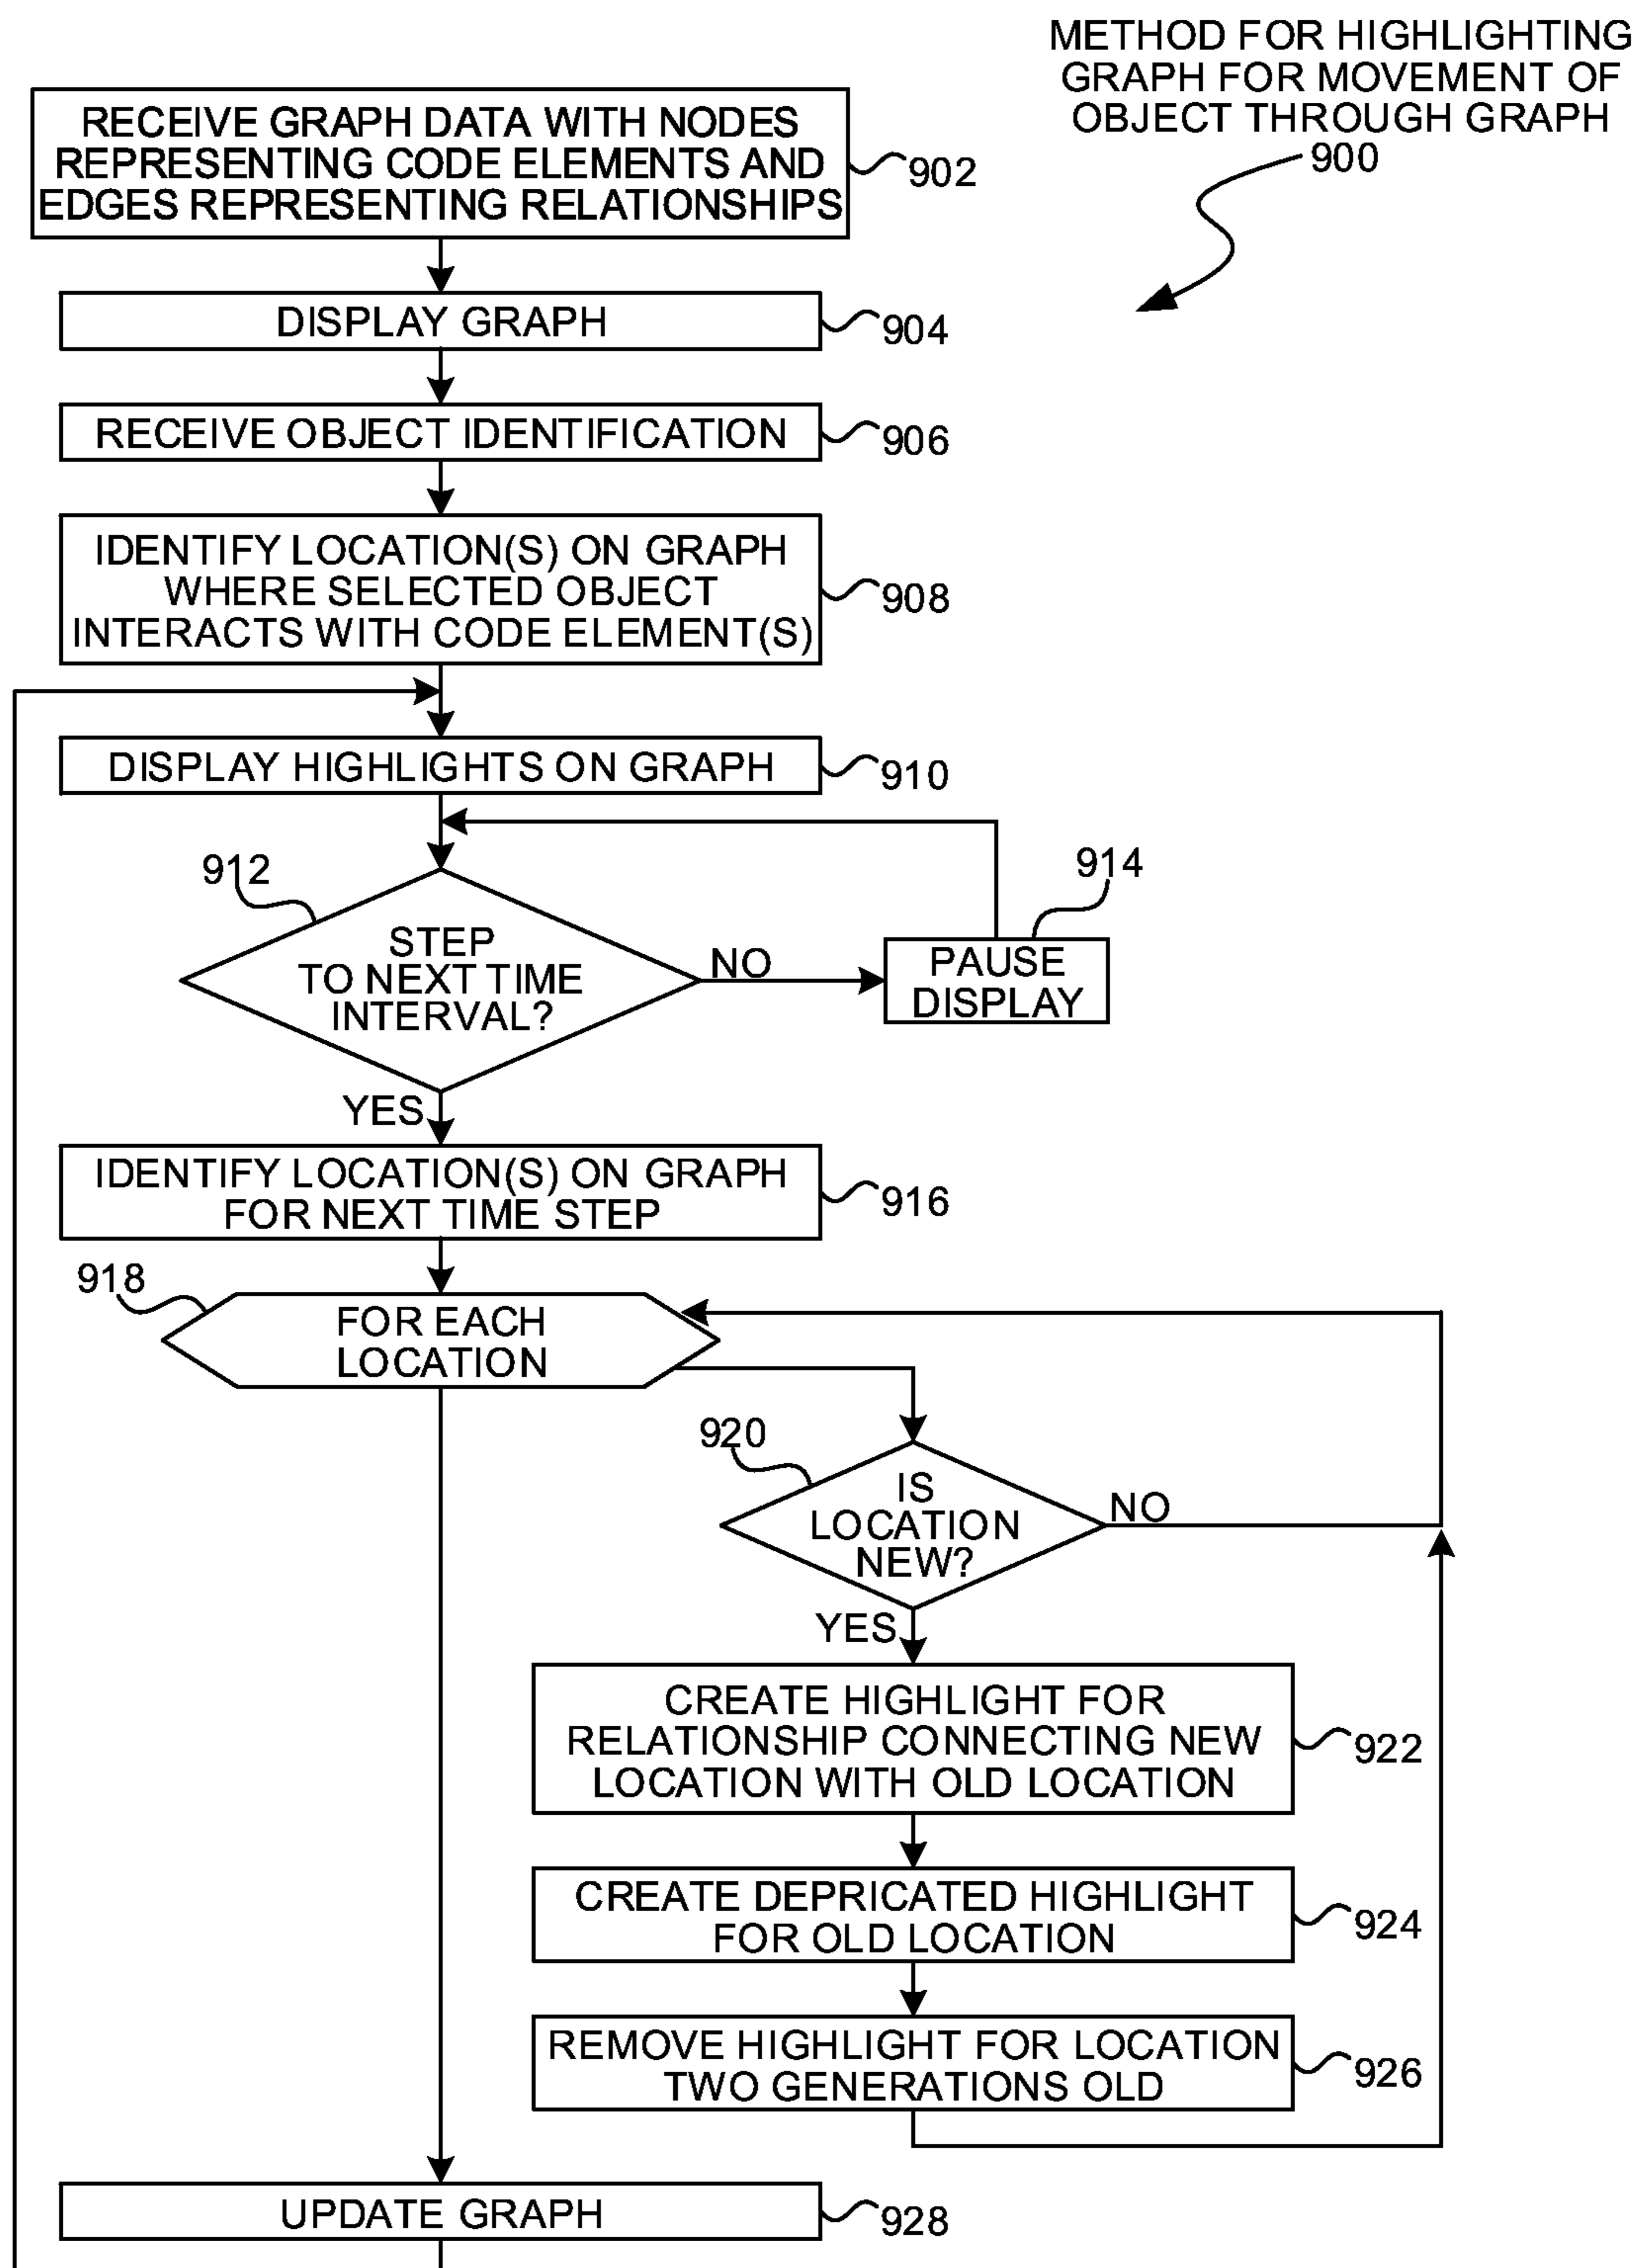 METHOD FOR HIGHLIGHTING
GRAPH FOR MOVEMENT OF
OBJECT THROUGH GRAPH
900
RECEIVE GRAPH DATA WITH NODES
REPRESENTING CODE ELEMENTS AND
EDGES REPRESENTING RELATIONSHIPS
902
DISPLAY GRAPH
904
RECEIVE OBJECT IDENTIFICATION
906
IDENTIFY LOCATION(S) ON GRAPH
WHERE SELECTED OBJECT
INTERACTS WITH CODE ELEMENT(S)
908
DISPLAY HIGHLIGHTS ON GRAPH
910
912
STEP
TO NEXT TIME
INTERVAL?
NO
914
PAUSE
DISPLAY
YES
IDENTIFY LOCATION(S) ON GRAPH
FOR NEXT TIME STEP
916
918
FOR EACH
LOCATION
920
IS
LOCATION
NEW?
NO
YES
CREATE HIGHLIGHT FOR
RELATIONSHIP CONNECTING NEW
LOCATION WITH OLD LOCATION
922
CREATE DEPRICATED HIGHLIGHT
FOR OLD LOCATION
924
REMOVE HIGHLIGHT FOR LOCATION
TWO GENERATIONS OLD
926
UPDATE GRAPH
928